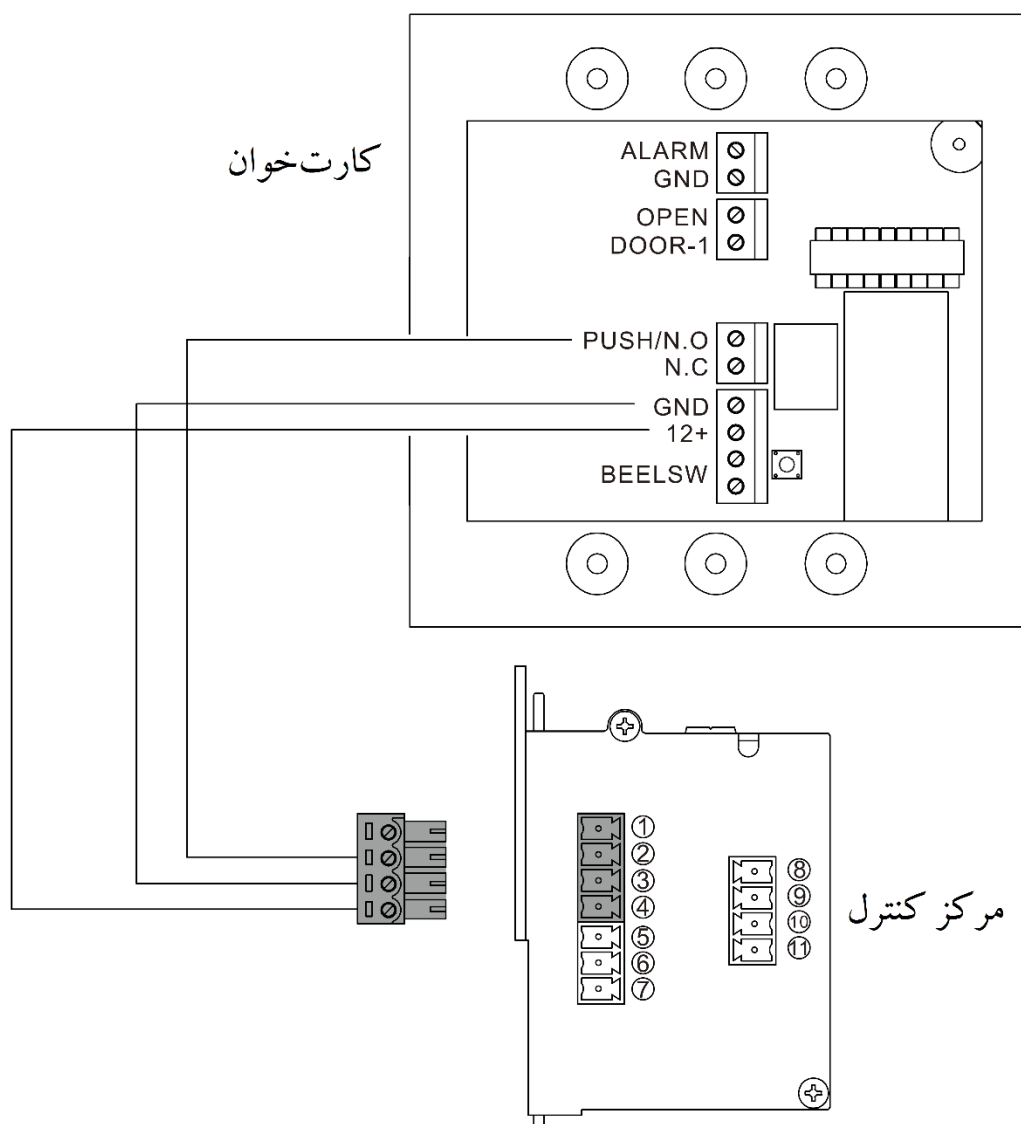 کارت‌خوان
ALARM
GND
OPEN
DOOR-1
PUSH/N.O
N.C
GND
12+
BEELSW
مرکز کنترل
①
②
③
④
⑤
⑥
⑦
⑧
⑨
⑩
⑪